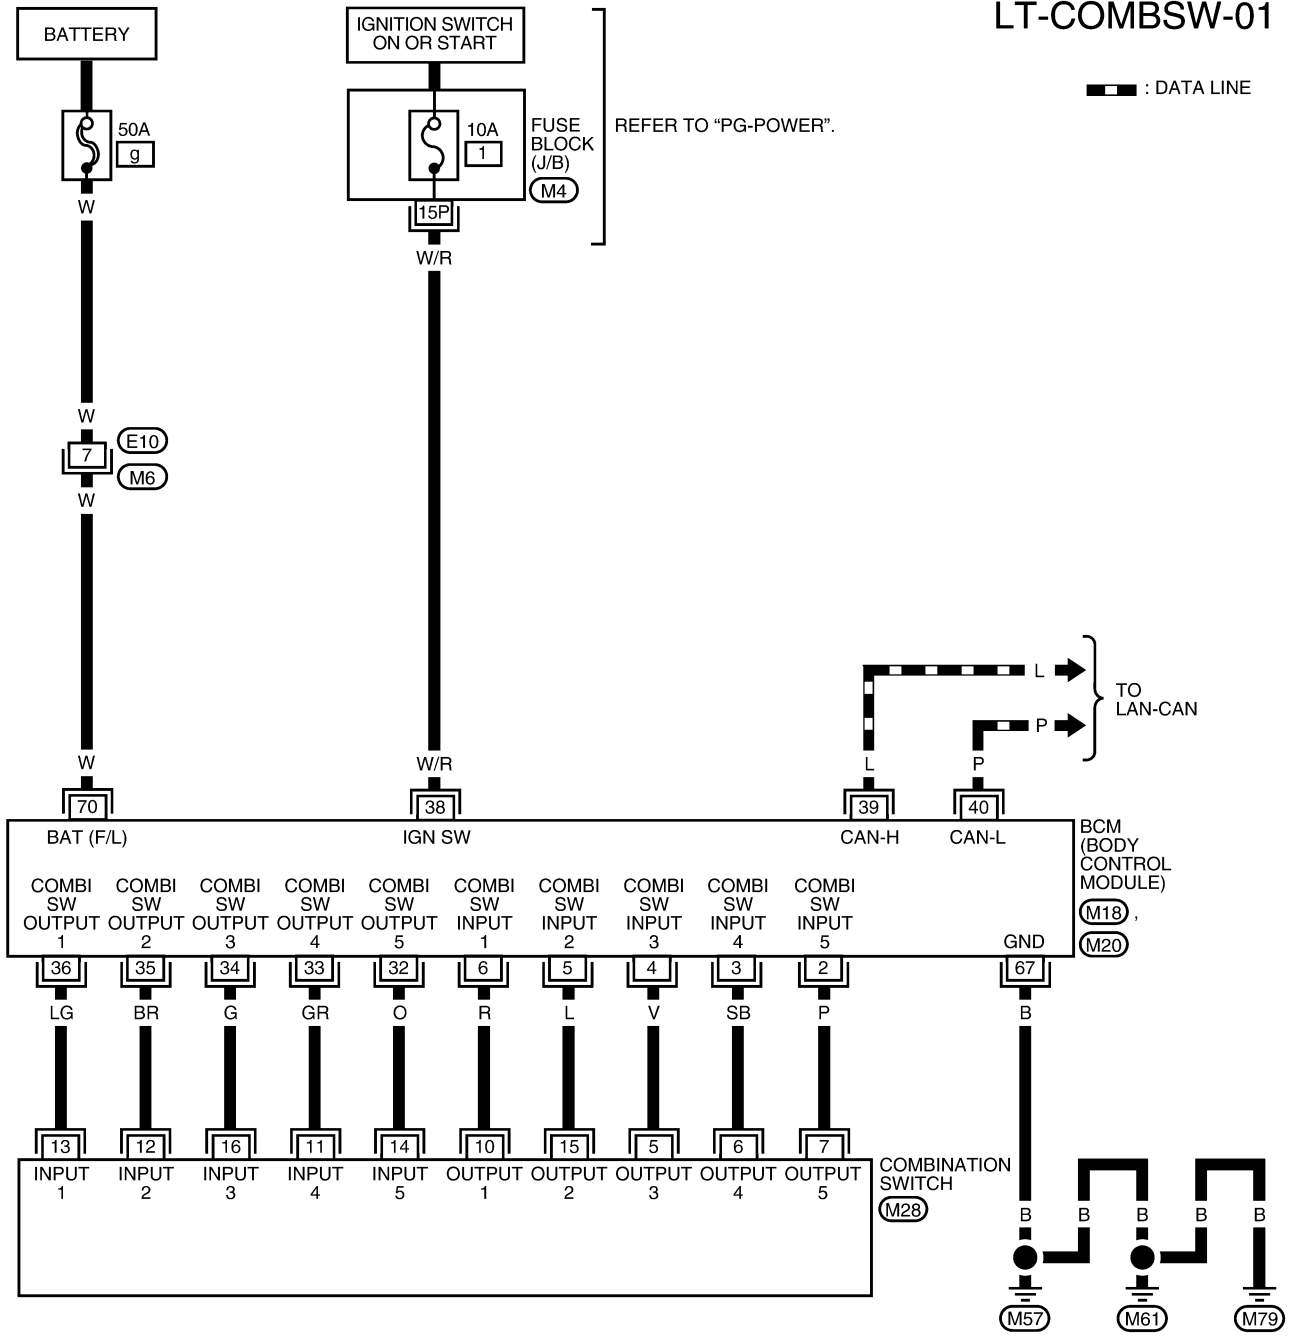 LT-COMBSW-01
BATTERY
IGNITION SWITCH
ON OR START
: DATA LINE
50A
g
10A
1
FUSE
BLOCK
(J/B)
M4
REFER TO “PG-POWER”.
15P
W
W/R
W
7
E10
M6
W
L
P
TO
LAN-CAN
W
W/R
L
P
70
38
39
40
BAT (F/L)
IGN SW
CAN-H
CAN-L
BCM
(BODY
CONTROL
MODULE)
M18 ,
M20
COMBI
SW
OUTPUT
1
COMBI
SW
OUTPUT
2
COMBI
SW
OUTPUT
3
COMBI
SW
OUTPUT
4
COMBI
SW
OUTPUT
5
COMBI
SW
INPUT
1
COMBI
SW
INPUT
2
COMBI
SW
INPUT
3
COMBI
SW
INPUT
4
COMBI
SW
INPUT
5
GND
36
35
34
33
32
6
5
4
3
2
67
LG
BR
G
GR
O
R
L
V
SB
P
B
13
12
16
11
14
10
15
5
6
7
INPUT
1
INPUT
2
INPUT
3
INPUT
4
INPUT
5
OUTPUT
1
OUTPUT
2
OUTPUT
3
OUTPUT
4
OUTPUT
5
COMBINATION
SWITCH
M28
B
B
B
B
B
M57
M61
M79